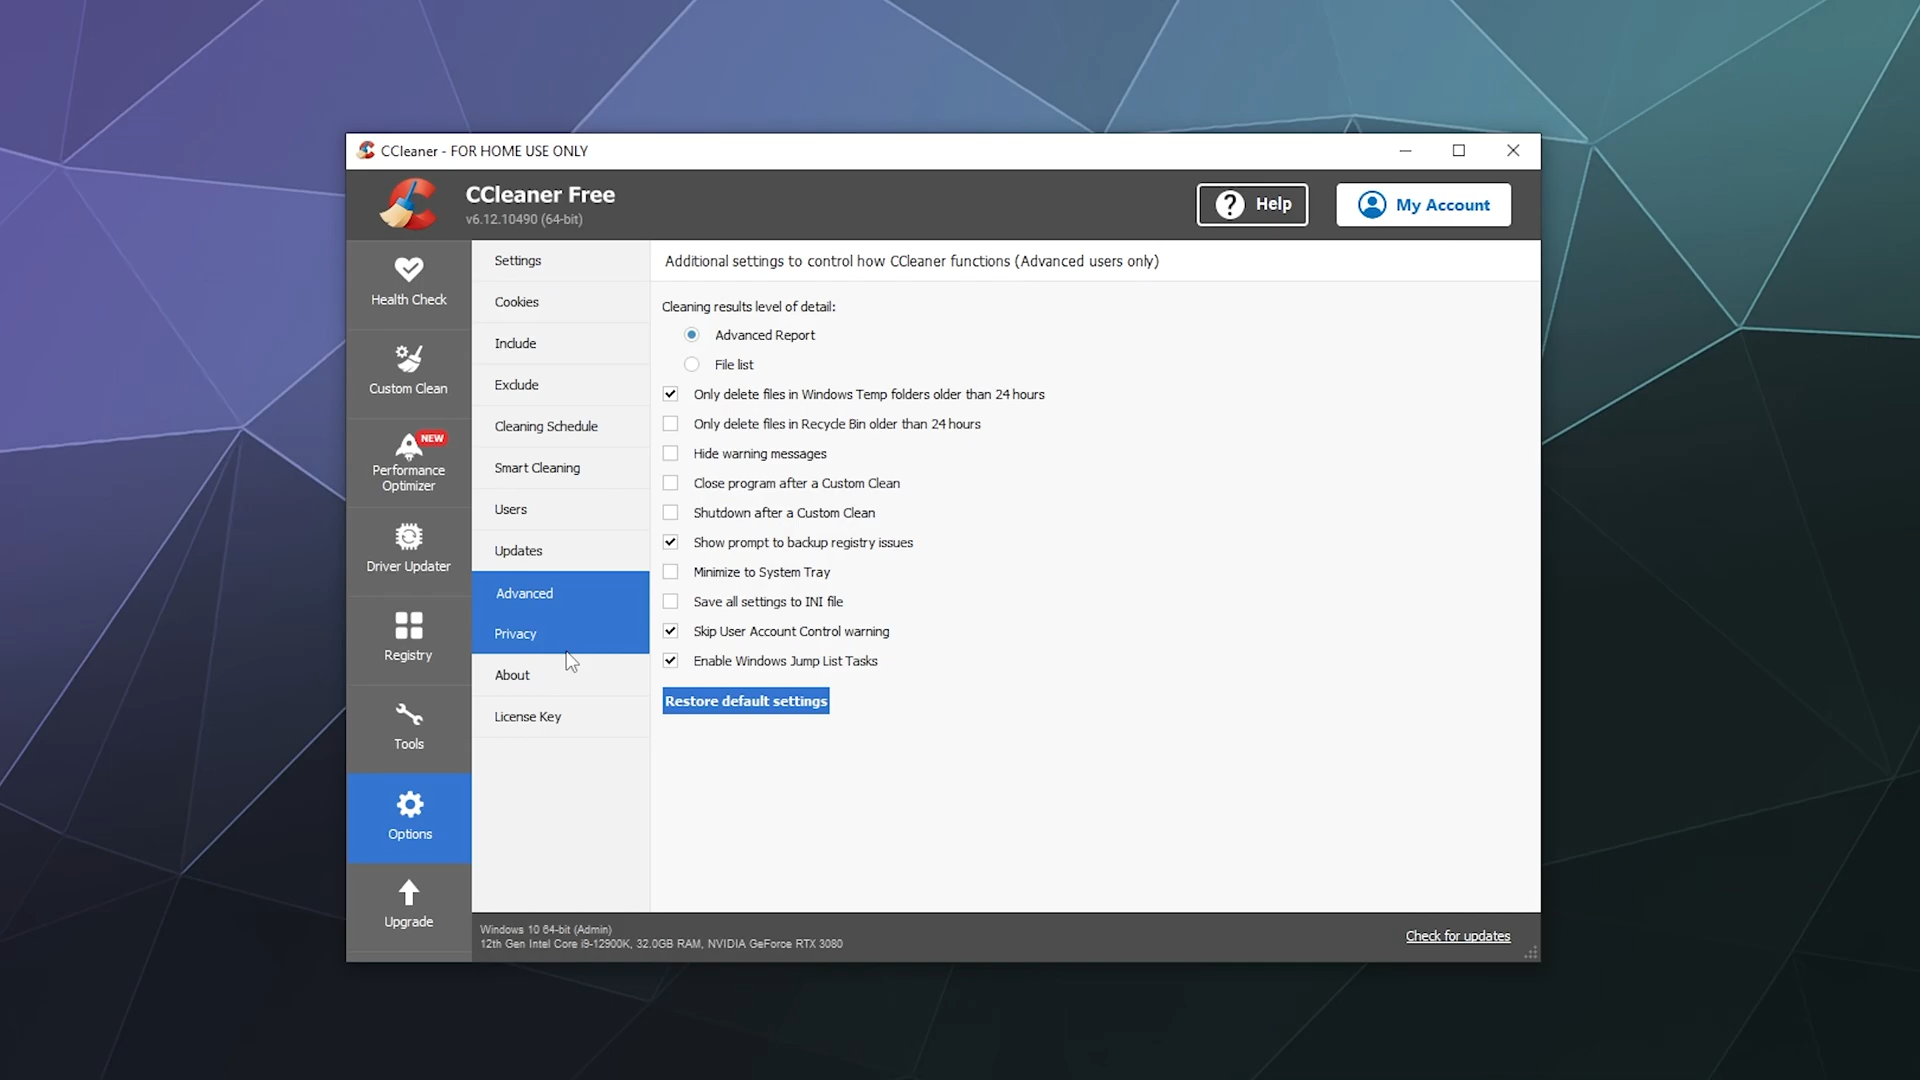 CCleaner - FOR HOME USE ONLY
CCleaner Free
v6.12.10490 (64-bit)
? Help
My Account
Health Check
Custom Clean
NEW
Performance
Optimizer
Driver Updater
Registry
Tools
Options
Upgrade
Settings
Cookies
Include
Exclude
Cleaning Schedule
Smart Cleaning
Users
Updates
Advanced
Privacy
About
License Key
Additional settings to control how CCleaner functions (Advanced users only)
Cleaning results level of detail:
Advanced Report
File list
Only delete files in Windows Temp folders older than 24 hours
Only delete files in Recycle Bin older than 24 hours
Hide warning messages
Close program after a Custom Clean
Shutdown after a Custom Clean
Show prompt to backup registry issues
Minimize to System Tray
Save all settings to INI file
Skip User Account Control warning
Enable Windows Jump List Tasks
Restore default settings
Windows 10 64-bit (Admin)
12th Gen Intel Core i9-12900K, 32.0GB RAM, NVIDIA GeForce RTX 3080
Check for updates